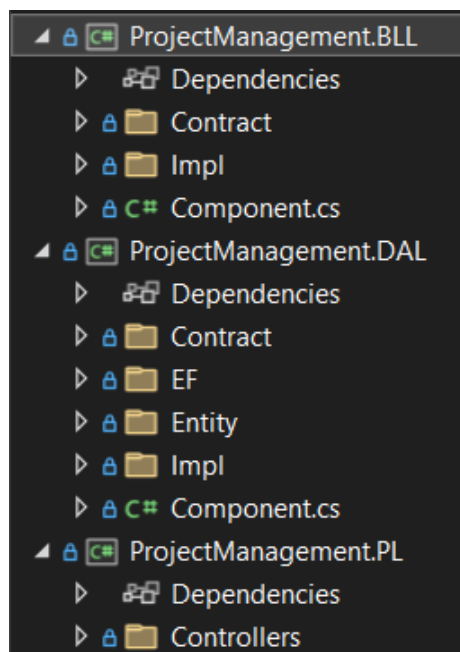 C# ProjectManagement.BLL
Dependencies
Contract
Impl
C# Component.cs
C# ProjectManagement.DAL
Dependencies
Contract
EF
Entity
Impl
C# Component.cs
C# ProjectManagement.PL
Dependencies
Controllers